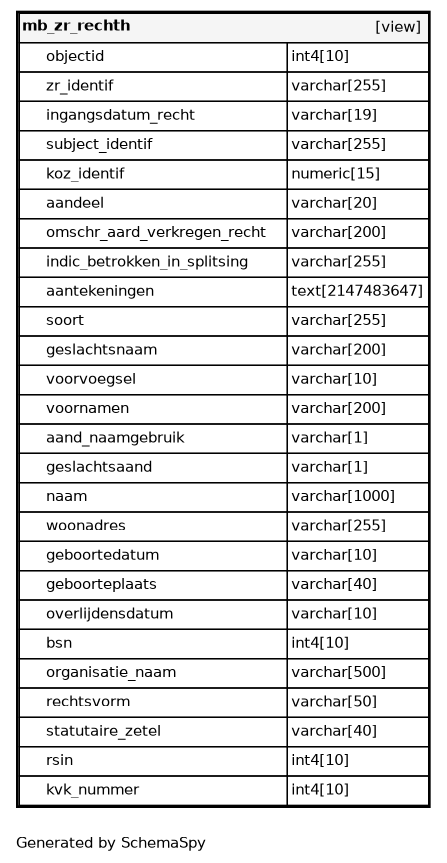 mb_zr_rechth [view]
objectid int4[10]
zr_identif varchar[255]
ingangsdatum_recht varchar[19]
subject_identif varchar[255]
koz_identif numeric[15]
aandeel varchar[20]
omschr_aard_verkregen_recht varchar[200]
indic_betrokken_in_splitsing varchar[255]
aantekeningen text[2147483647]
soort varchar[255]
geslachtsnaam varchar[200]
voorvoegsel varchar[10]
voornamen varchar[200]
aand_naamgebruik varchar[1]
geslachtsaand varchar[1]
naam varchar[1000]
woonadres varchar[255]
geboortedatum varchar[10]
geboorteplaats varchar[40]
overlijdensdatum varchar[10]
bsn int4[10]
organisatie_naam varchar[500]
rechtsvorm varchar[50]
statutaire_zetel varchar[40]
rsin int4[10]
kvk_nummer int4[10]
Generated by SchemaSpy